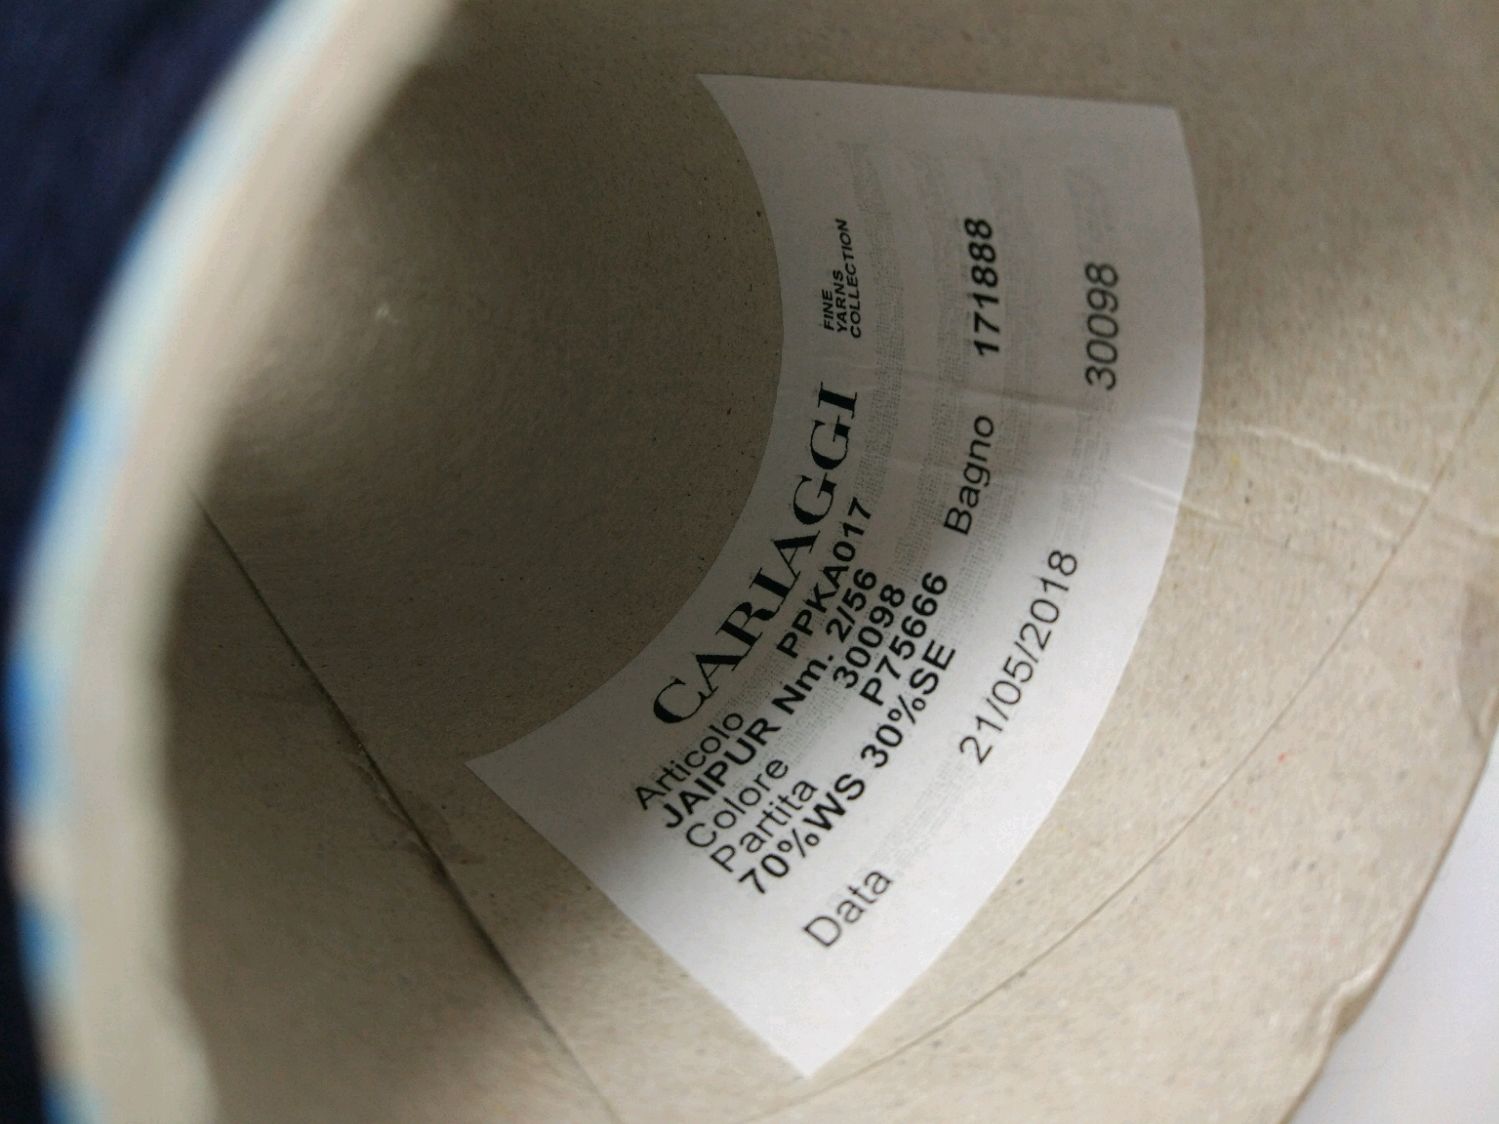 CARIAGGI
FINE
YARNS
COLLECTION
Articolo PPKA017
JAIPUR Nm. 2/56
Colore 30098
Partita P75666 Bagno 171888
70%WS 30%SE
Data 21/05/2018 30098